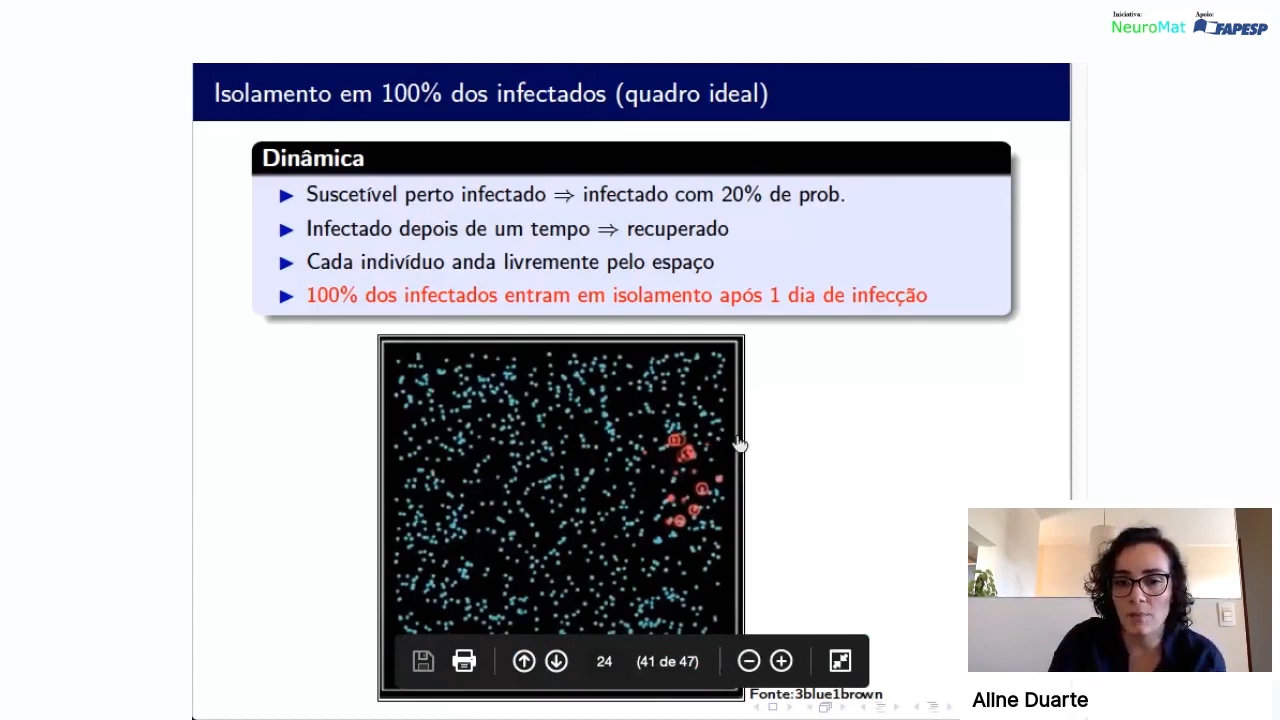 Iniciativa:
Apoio:
NeuroMat
FAPESP
Isolamento em 100% dos infectados (quadro ideal)
Dinâmica
Suscetível perto infectado ⇒ infectado com 20% de prob.
Infectado depois de um tempo ⇒ recuperado
Cada indivíduo anda livremente pelo espaço
100% dos infectados entram em isolamento após 1 dia de infecção
24 (41 de 47)
Fonte:3blue1brown
Aline Duarte